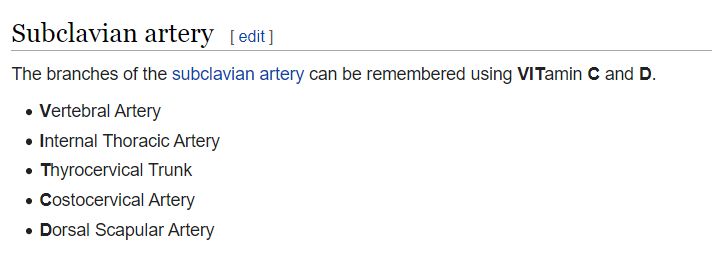 Subclavian artery [ edit ]
The branches of the subclavian artery can be remembered using VITamin C and D.
• Vertebral Artery
• Internal Thoracic Artery
• Thyrocervical Trunk
• Costocervical Artery
• Dorsal Scapular Artery